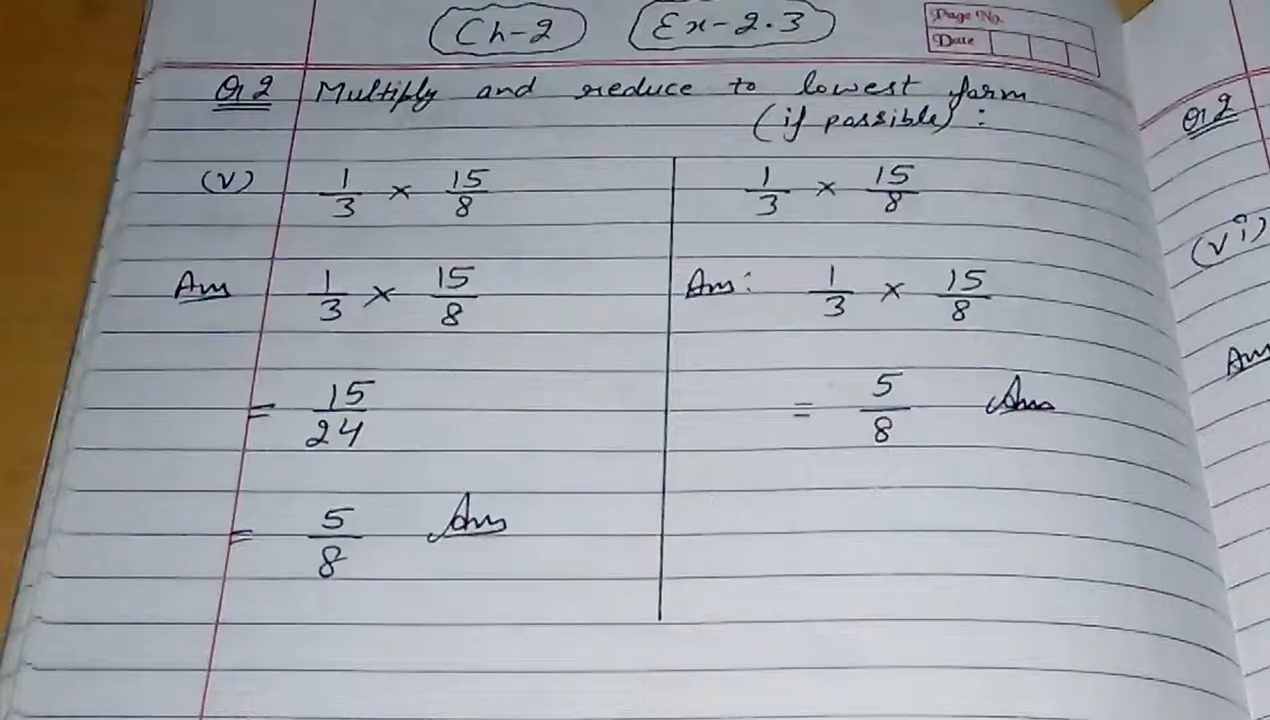 Ch-2 Ex-2.3
Page No.
Date
Q2 Multiply and reduce to lowest form
(if possible) :
(V) 1/3 × 15/8
Ans 1/3 × 15/8
= 15/24
= 5/8 Ans
1/3 × 15/8
Ans: 1/3 × 15/8
= 5/8 Ans
Q2
(vi)
Ans